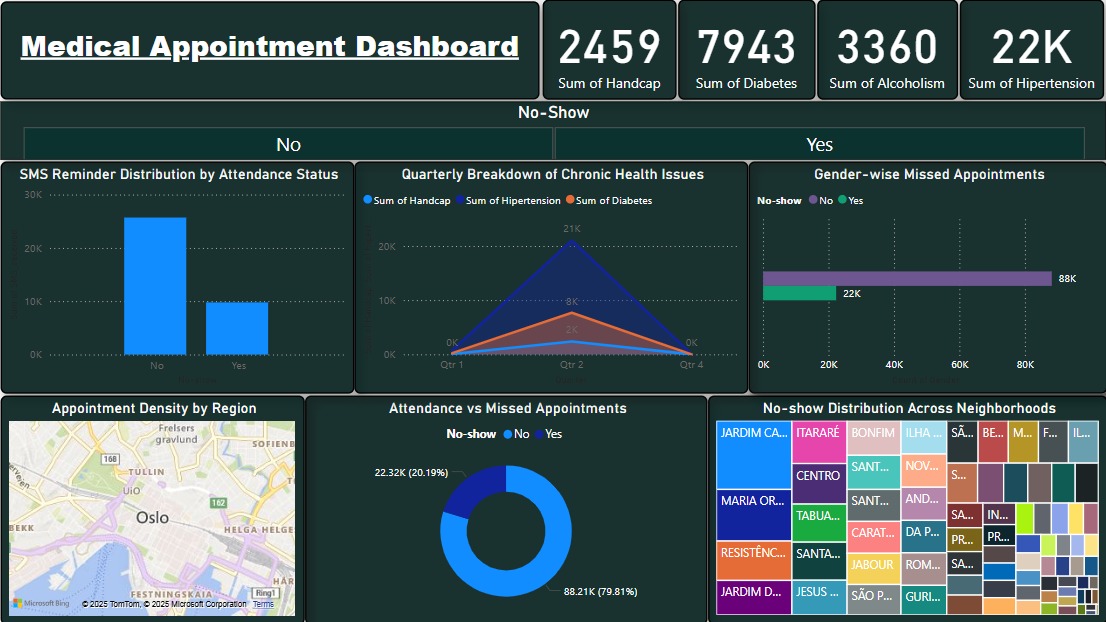 Medical Appointment Dashboard
2459
Sum of Handcap
7943
Sum of Diabetes
3360
Sum of Alcoholism
22K
Sum of Hipertension
No-Show
No
Yes
SMS Reminder Distribution by Attendance Status
30K
20K
10K
0K
No
Yes
Quarterly Breakdown of Chronic Health Issues
Sum of Handcap Sum of Hipertension Sum of Diabetes
21K
20K
10K
8K
2K
0K
0K
0K
Qtr 1
Qtr 2
Qtr 4
Gender-wise Missed Appointments
No-show No Yes
88K
22K
0K
20K
40K
60K
80K
Appointment Density by Region
Frelsers
gravlund
SOFIENB
168
TULLIN
UiO
162
Oslo
BEKK
HELGA HELGE
FESTNINGSKAIA
HÁR
Ring1
Microsoft Bing
© 2025 TomTom, © 2025 Microsoft Corporation Terms
Attendance vs Missed Appointments
No-show No Yes
22.32K (20.19%)
88.21K (79.81%)
No-show Distribution Across Neighborhoods
JARDIM CA...
MARIA OR...
RESISTÊNC...
JARDIM D...
ITARARÉ
CENTRO
TABUA...
SANTA...
JESUS ...
BONFIM
SANT...
SANT...
CARAT...
JABOUR
SÃO P...
ILHA ...
NOV...
AND...
DA P...
ROM...
GURI...
SÃ...
BE...
M...
F...
IL...
S...
SA...
IN...
PR...
PR...
SA...